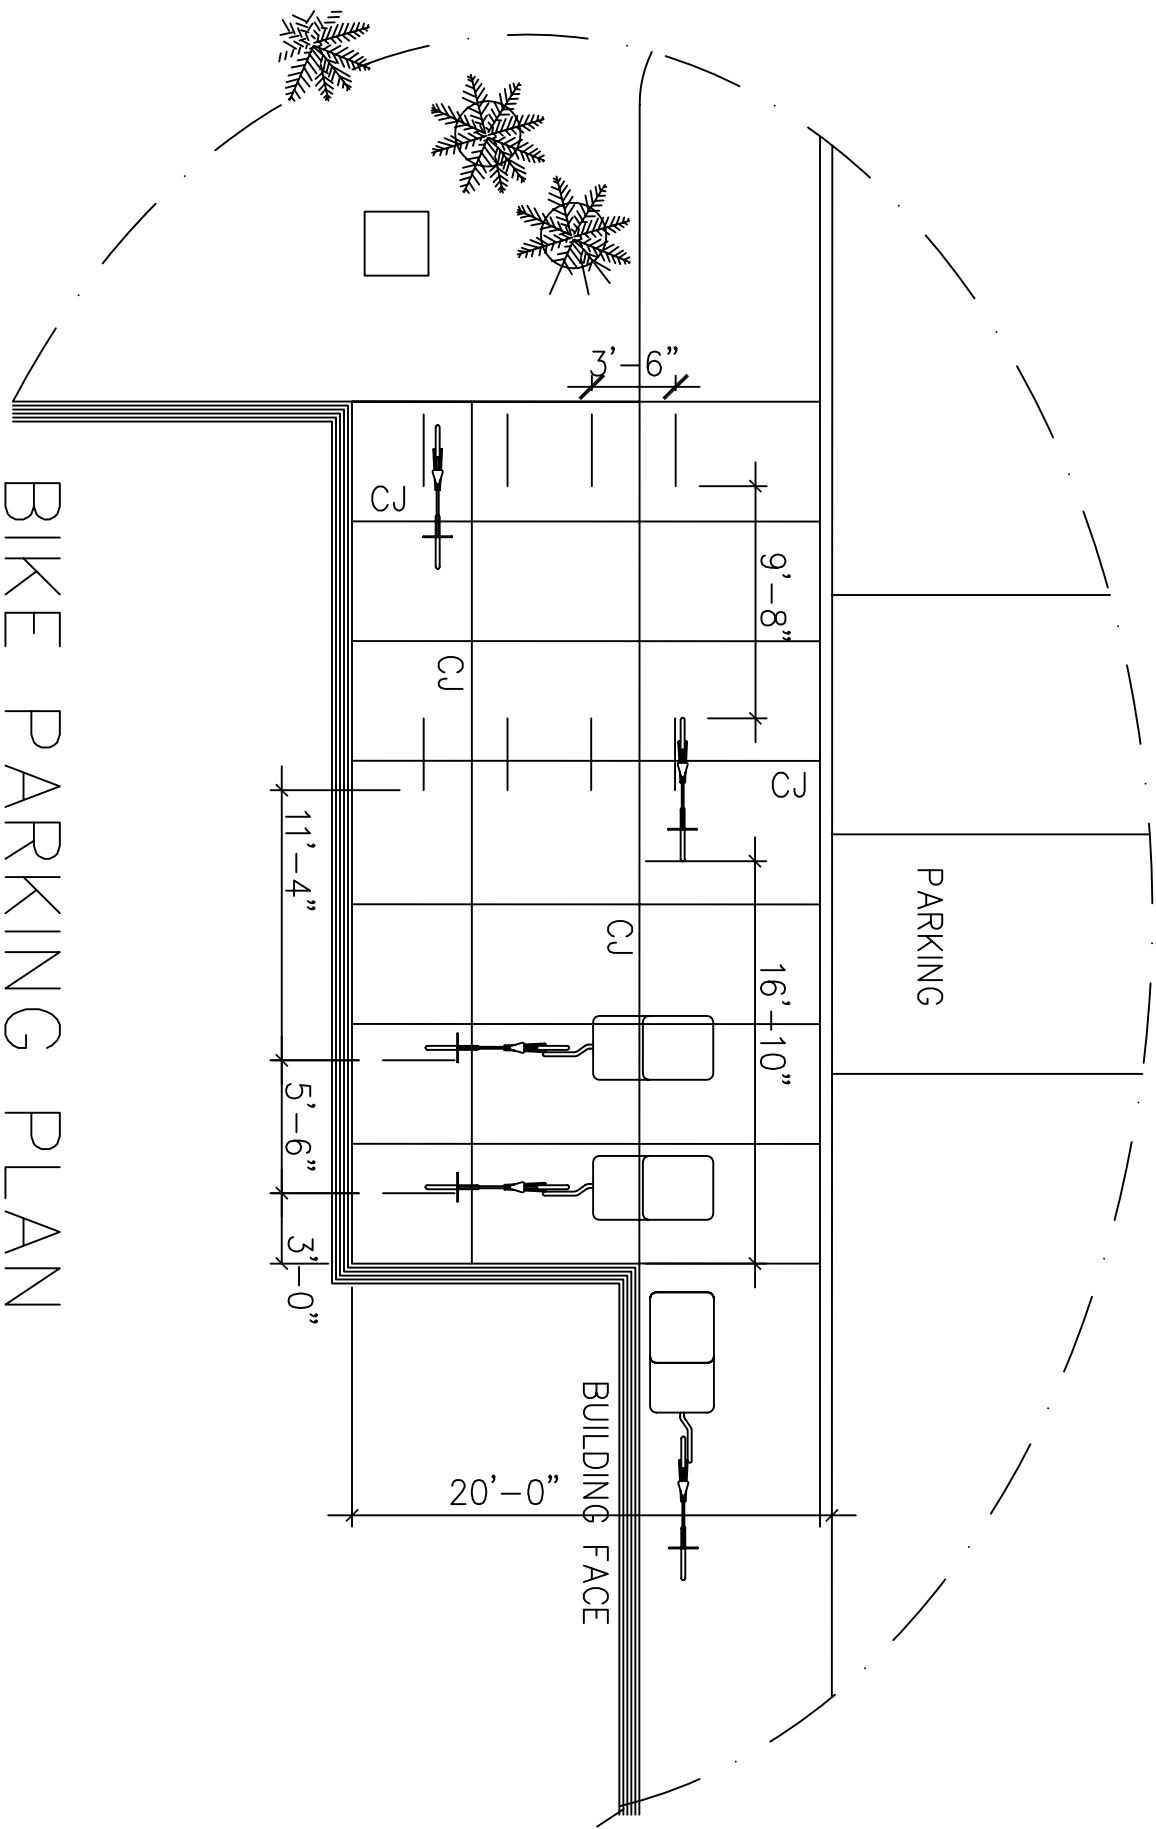 3'-6"
CJ
9'-8"
CJ
CJ
PARKING
11'-4"
CJ
16'-10"
5'-6"
3'-0"
20'-0"
BUILDING FACE
BIKE PARKING PLAN